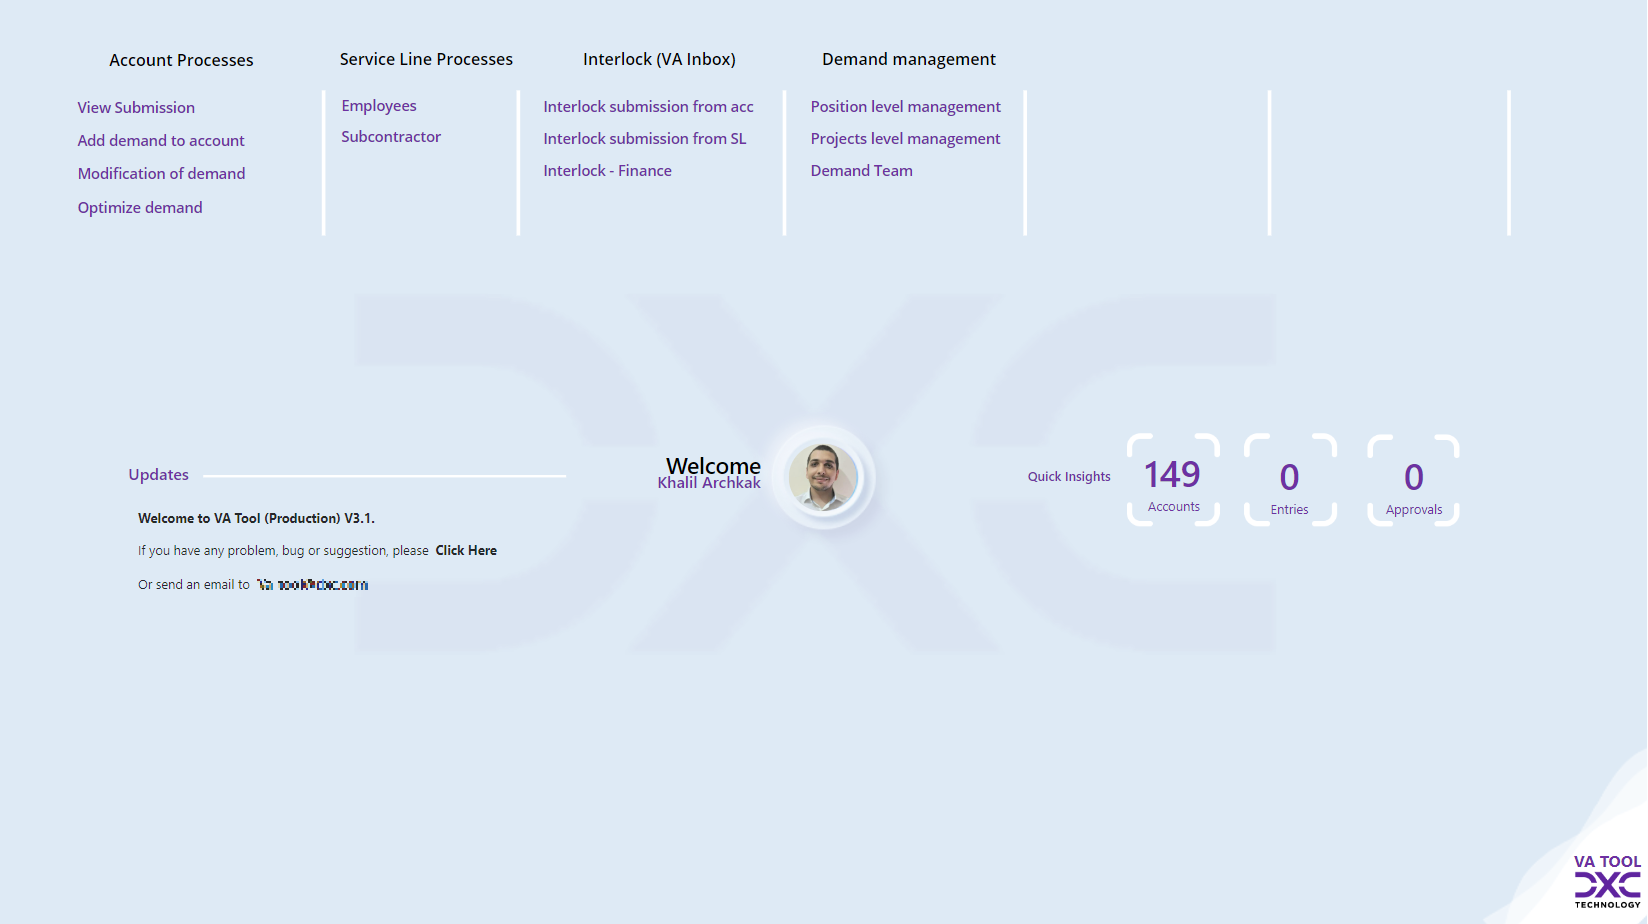 Account Processes
View Submission
Add demand to account
Modification of demand
Optimize demand
Service Line Processes
Employees
Subcontractor
Interlock (VA Inbox)
Interlock submission from acc
Interlock submission from SL
Interlock - Finance
Demand management
Position level management
Projects level management
Demand Team
DXC
Updates
Welcome to VA Tool (Production) V3.1.
If you have any problem, bug or suggestion, please Click Here
Or send an email to
Welcome
Khalil Archkak
Quick Insights
149
Accounts
0
Entries
0
Approvals
VA TOOL
DXC
TECHNOLOGY